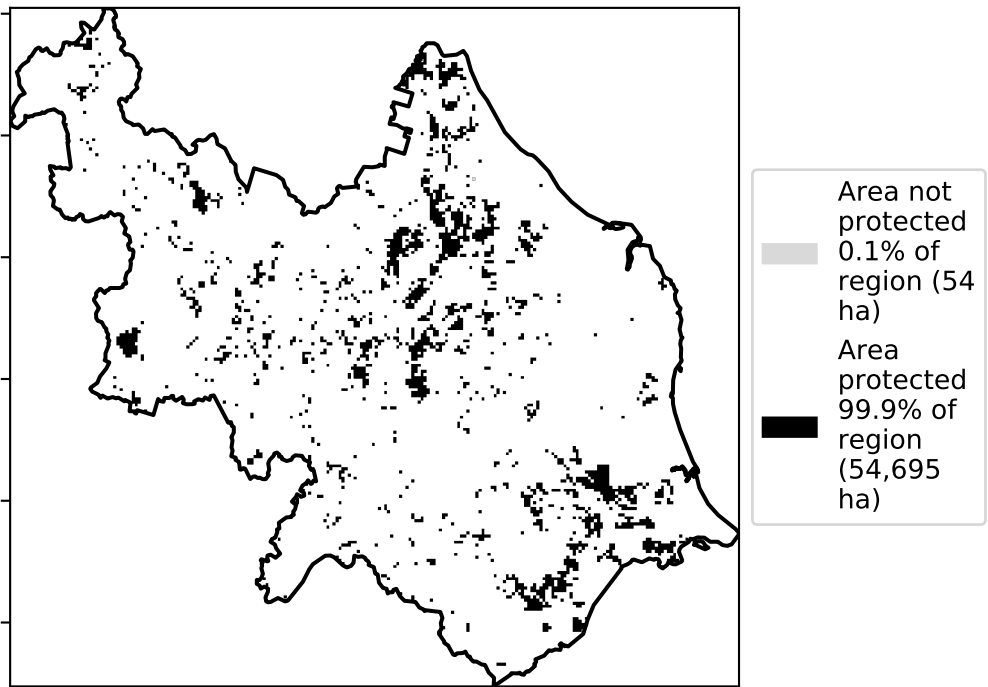 Area not
protected
0.1% of
region (54
ha)
Area
protected
99.9% of
region
(54,695
ha)